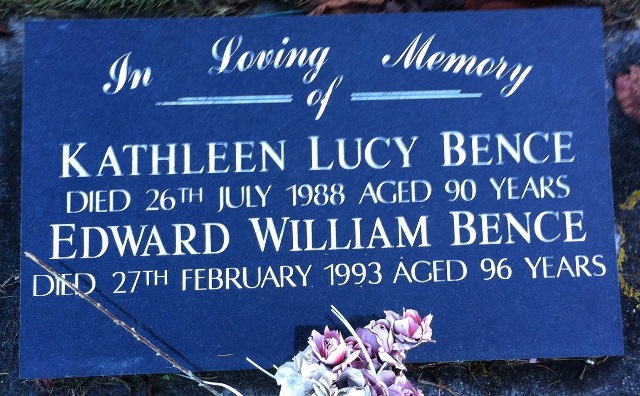 In Loving Memory
of
KATHLEEN LUCY BENCE
DIED 26TH JULY 1988 AGED 90 YEARS
EDWARD WILLIAM BENCE
DIED 27TH FEBRUARY 1993 AGED 96 YEARS